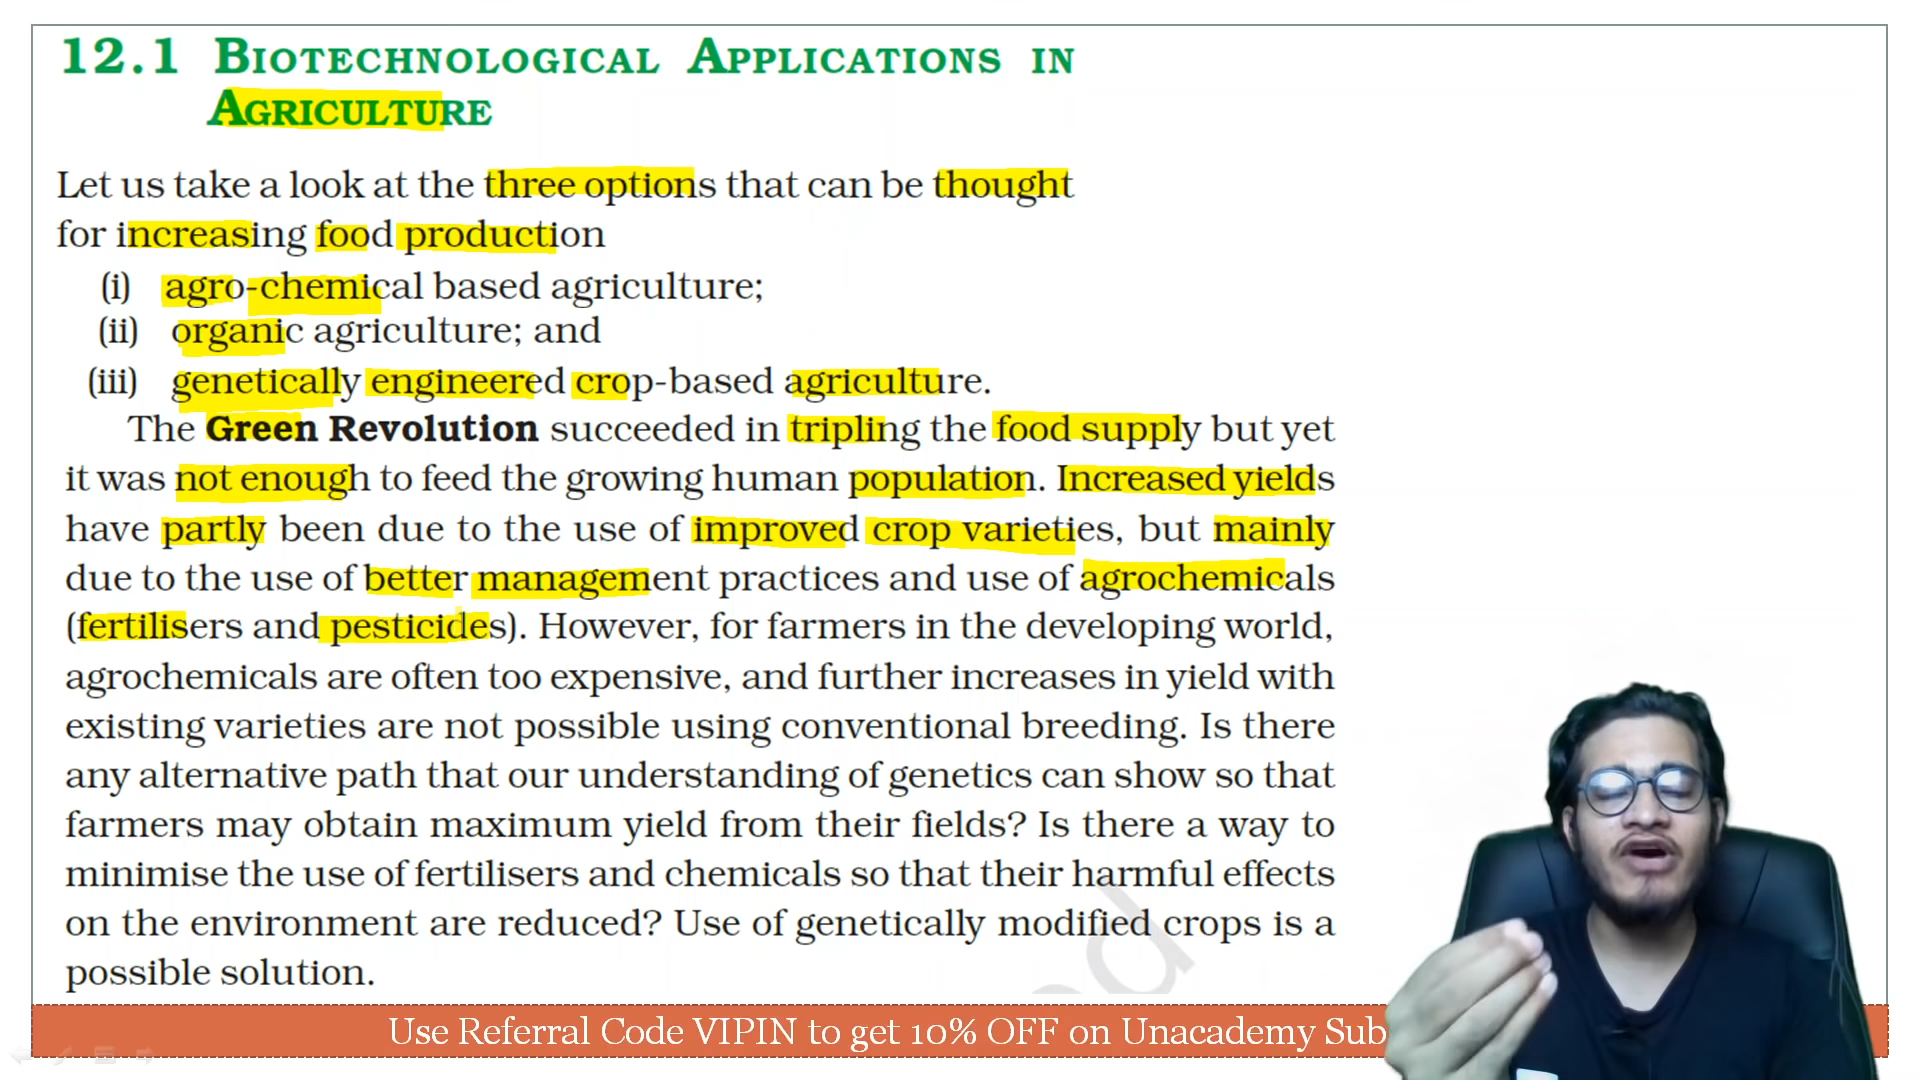 12.1 BIOTECHNOLOGICAL APPLICATIONS IN
AGRICULTURE
Let us take a look at the three options that can be thought
for increasing food production
(i) agro-chemical based agriculture;
(ii) organic agriculture; and
(iii) genetically engineered crop-based agriculture.
The Green Revolution succeeded in tripling the food supply but yet
it was not enough to feed the growing human population. Increased yields
have partly been due to the use of improved crop varieties, but mainly
due to the use of better management practices and use of agrochemicals
(fertilisers and pesticides). However, for farmers in the developing world,
agrochemicals are often too expensive, and further increases in yield with
existing varieties are not possible using conventional breeding. Is there
any alternative path that our understanding of genetics can show so that
farmers may obtain maximum yield from their fields? Is there a way to
minimise the use of fertilisers and chemicals so that their harmful effects
on the environment are reduced? Use of genetically modified crops is a
possible solution.
Use Referral Code VIPIN to get 10% OFF on Unacademy Sub